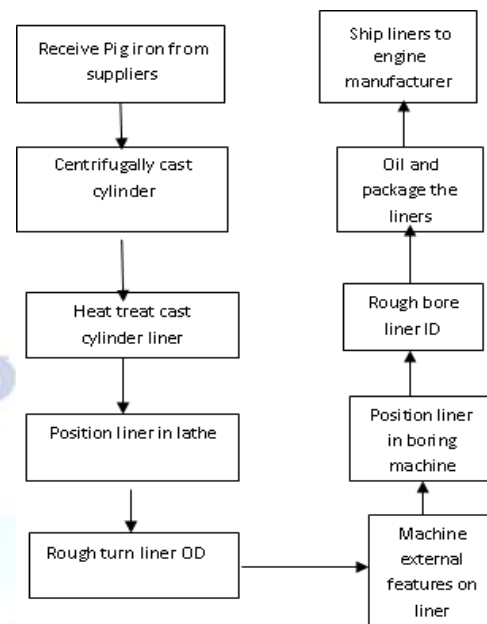 Receive Pig iron from
suppliers
Centrifugally cast
cylinder
Heat treat cast
cylinder liner
Position liner in lathe
Rough turn liner OD
Machine
external
features on
liner
Position liner
in boring
machine
Rough bore
liner ID
Oil and
package the
liners
Ship liners to
engine
manufacturer